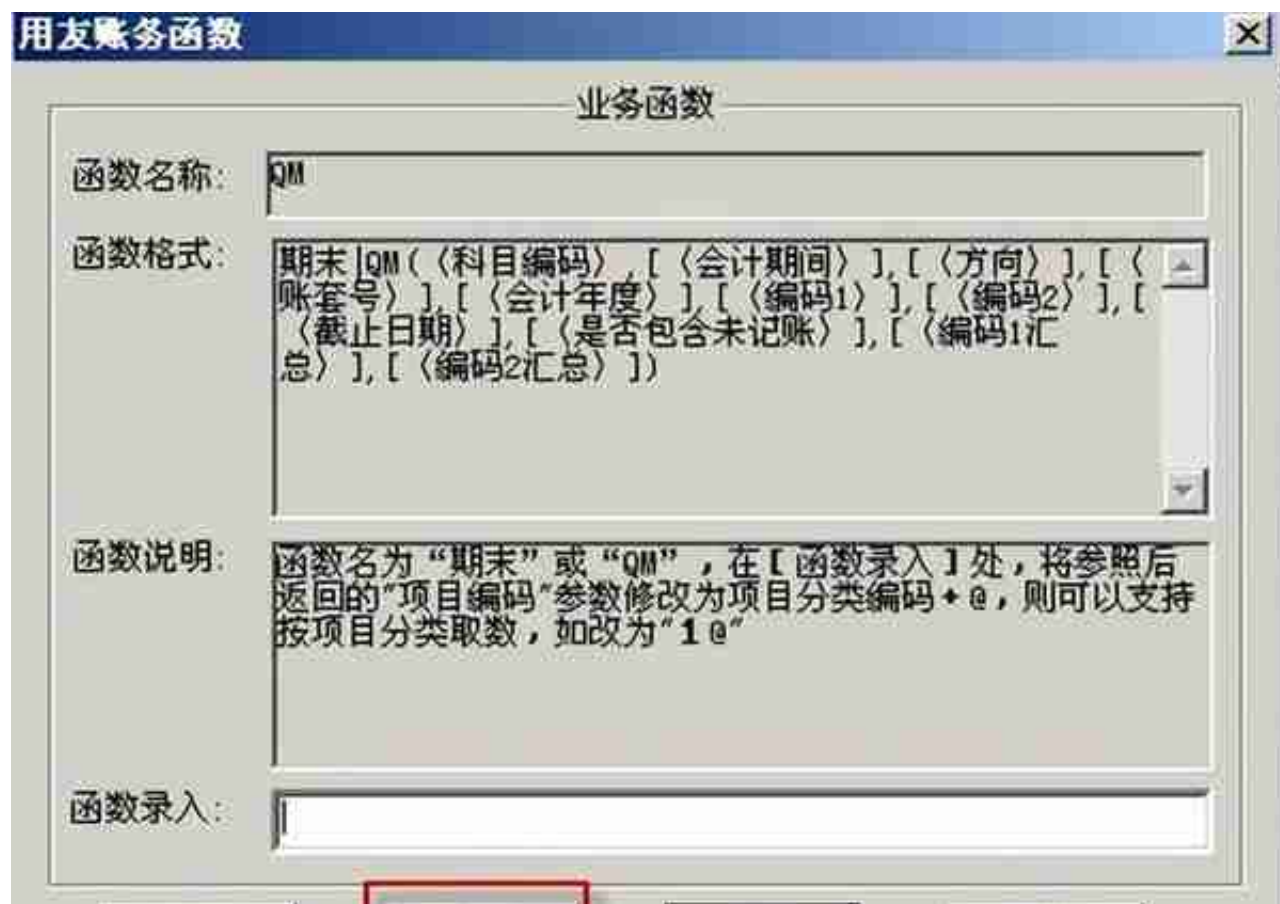 用友账务函数
业务函数
函数名称:
QM
函数格式:
期末|QM(〈科目编码〉,[〈会计期间〉],[〈方向〉],[〈
账套号〉],[〈会计年度〉],[〈编码1〉],[〈编码2〉],[
〈截止日期〉],[〈是否包含未记账〉],[〈编码1汇
总〉],[〈编码2汇总〉])
函数说明:
函数名为“期末”或“QM”，在【函数录入】处，将参照后
返回的"项目编码"参数修改为项目分类编码+@，则可以支持
按项目分类取数，如改为"1@"
函数录入: